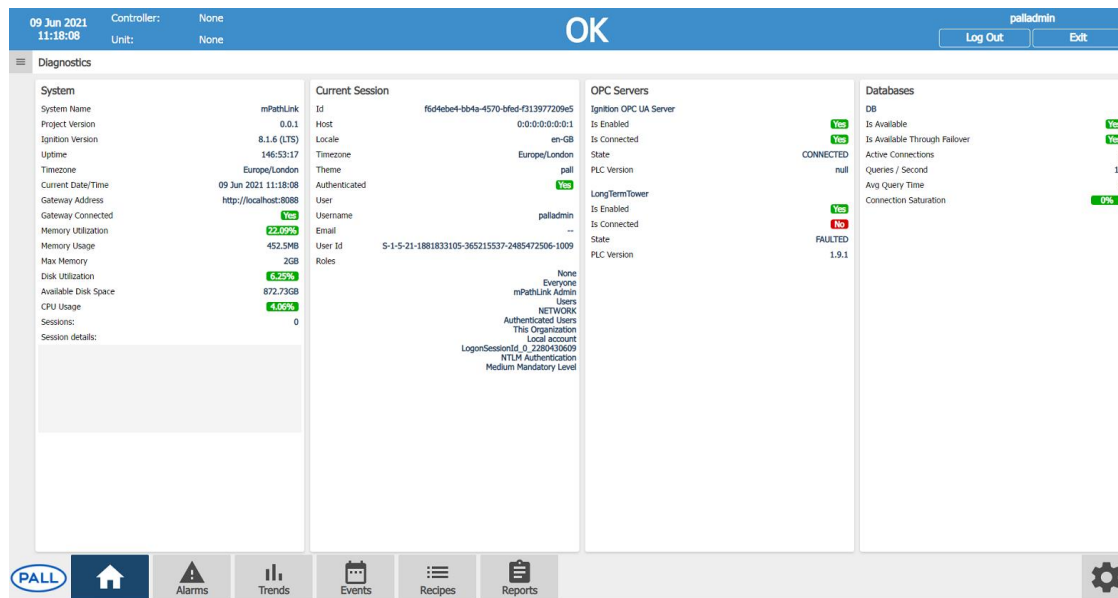 09 Jun 2021
11:18:08
Controller: None
Unit: None
OK
palladmin
Log Out Exit
Diagnostics
System
System Name mPathLink
Project Version 0.0.1
Ignition Version 8.1.6 (LTS)
Uptime 146:53:17
Timezone Europe/London
Current Date/Time 09 Jun 2021 11:18:08
Gateway Address http://localhost:8088
Gateway Connected Yes
Memory Utilization 22.09%
Memory Usage 452.5MB
Max Memory 2GB
Disk Utilization 6.25%
Available Disk Space 872.73GB
CPU Usage 4.06%
Sessions: 0
Session details:
Current Session
Id f6d4ebe4-bb4a-4570-bfed-f313977209e5
Host 0:0:0:0:0:0:0:1
Locale en-GB
Timezone Europe/London
Theme pall
Authenticated Yes
User
Username palladmin
Email --
User Id S-1-5-21-1881833105-365215537-2485472506-1009
Roles
None
Everyone
mPathLink Admin
Users
NETWORK
Authenticated Users
This Organization
Local account
LogonSessionId_0_2280430609
NTLM Authentication
Medium Mandatory Level
OPC Servers
Ignition OPC UA Server
Is Enabled Yes
Is Connected Yes
State CONNECTED
PLC Version null
LongTermTower
Is Enabled Yes
Is Connected No
State FAULTED
PLC Version 1.9.1
Databases
DB
Is Available
Is Available Through Failover
Active Connections
Queries / Second 1
Avg Query Time
Connection Saturation 0%
PALL
Alarms
Trends
Events
Recipes
Reports